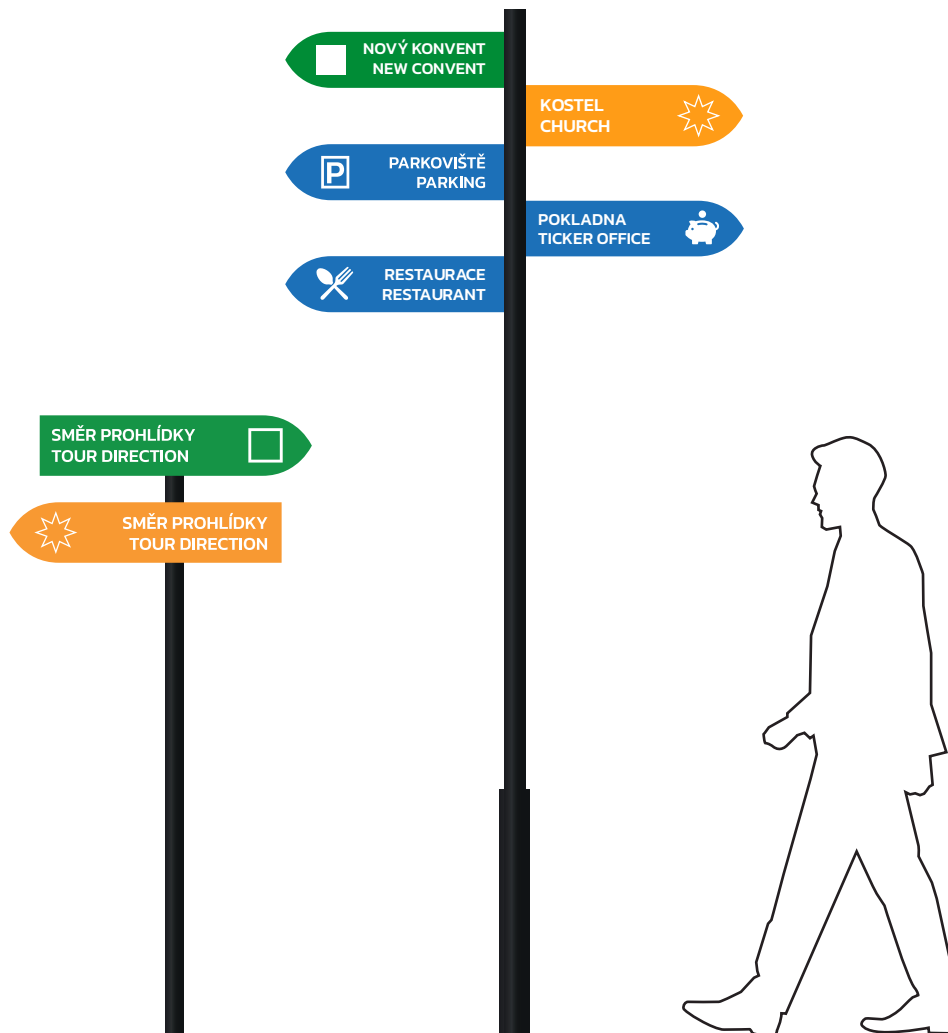 NOVÝ KONVENT
NEW CONVENT
KOSTEL
CHURCH
P
PARKOVIŠTĚ
PARKING
POKLADNA
TICKER OFFICE
RESTAURACE
RESTAURANT
SMĚR PROHLÍDKY
TOUR DIRECTION
SMĚR PROHLÍDKY
TOUR DIRECTION